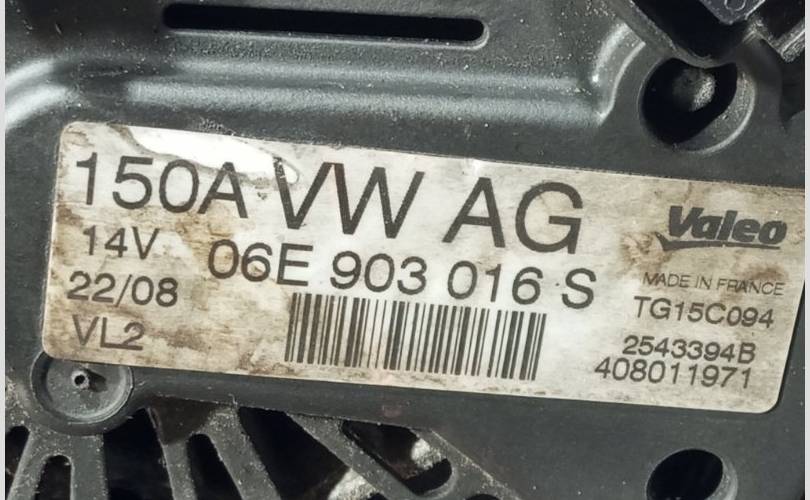 150A VW AG
14V 06E 903 016 S
22/08
VL2
Valeo
MADE IN FRANCE
TG15C094
2543394B
408011971